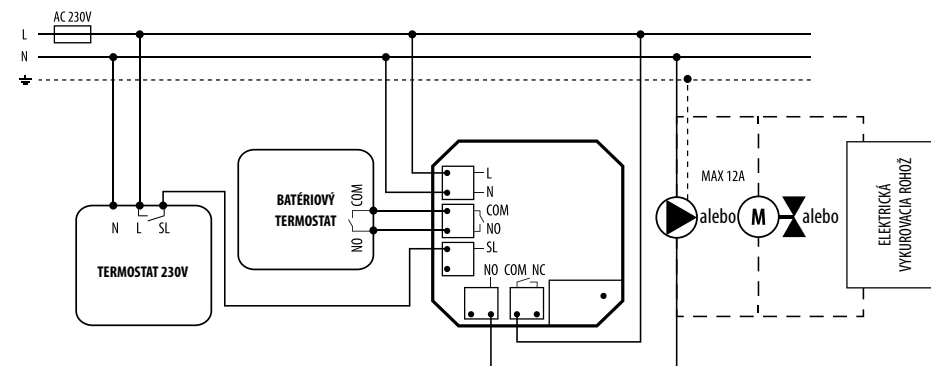 AC 230V
L
N
BATÉRIOVÝ
TERMOSTAT
COM
NO
N L SL
TERMOSTAT 230V
L
N
COM
NO
SL
NO COM NC
MAX 12A
alebo
M
alebo
ELEKTRICKÁ
VYKUROVACIA ROHOŽ